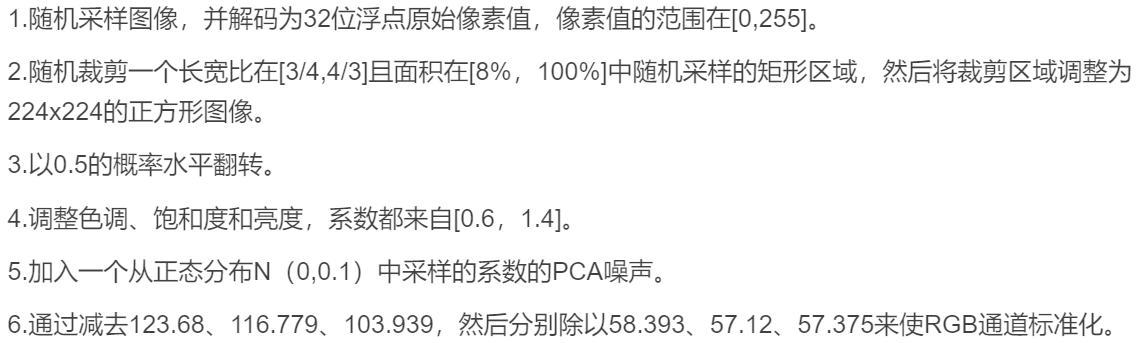 1.随机采样图像，并解码为32位浮点原始像素值，像素值的范围在[0,255]。
2.随机裁剪一个长宽比在[3/4,4/3]且面积在[8%，100%]中随机采样的矩形区域，然后将裁剪区域调整为
224x224的正方形图像。
3.以0.5的概率水平翻转。
4.调整色调、饱和度和亮度，系数都来自[0.6，1.4]。
5.加入一个从正态分布N（0,0.1）中采样的系数的PCA噪声。
6.通过减去123.68、116.779、103.939，然后分别除以58.393、57.12、57.375来使RGB通道标准化。